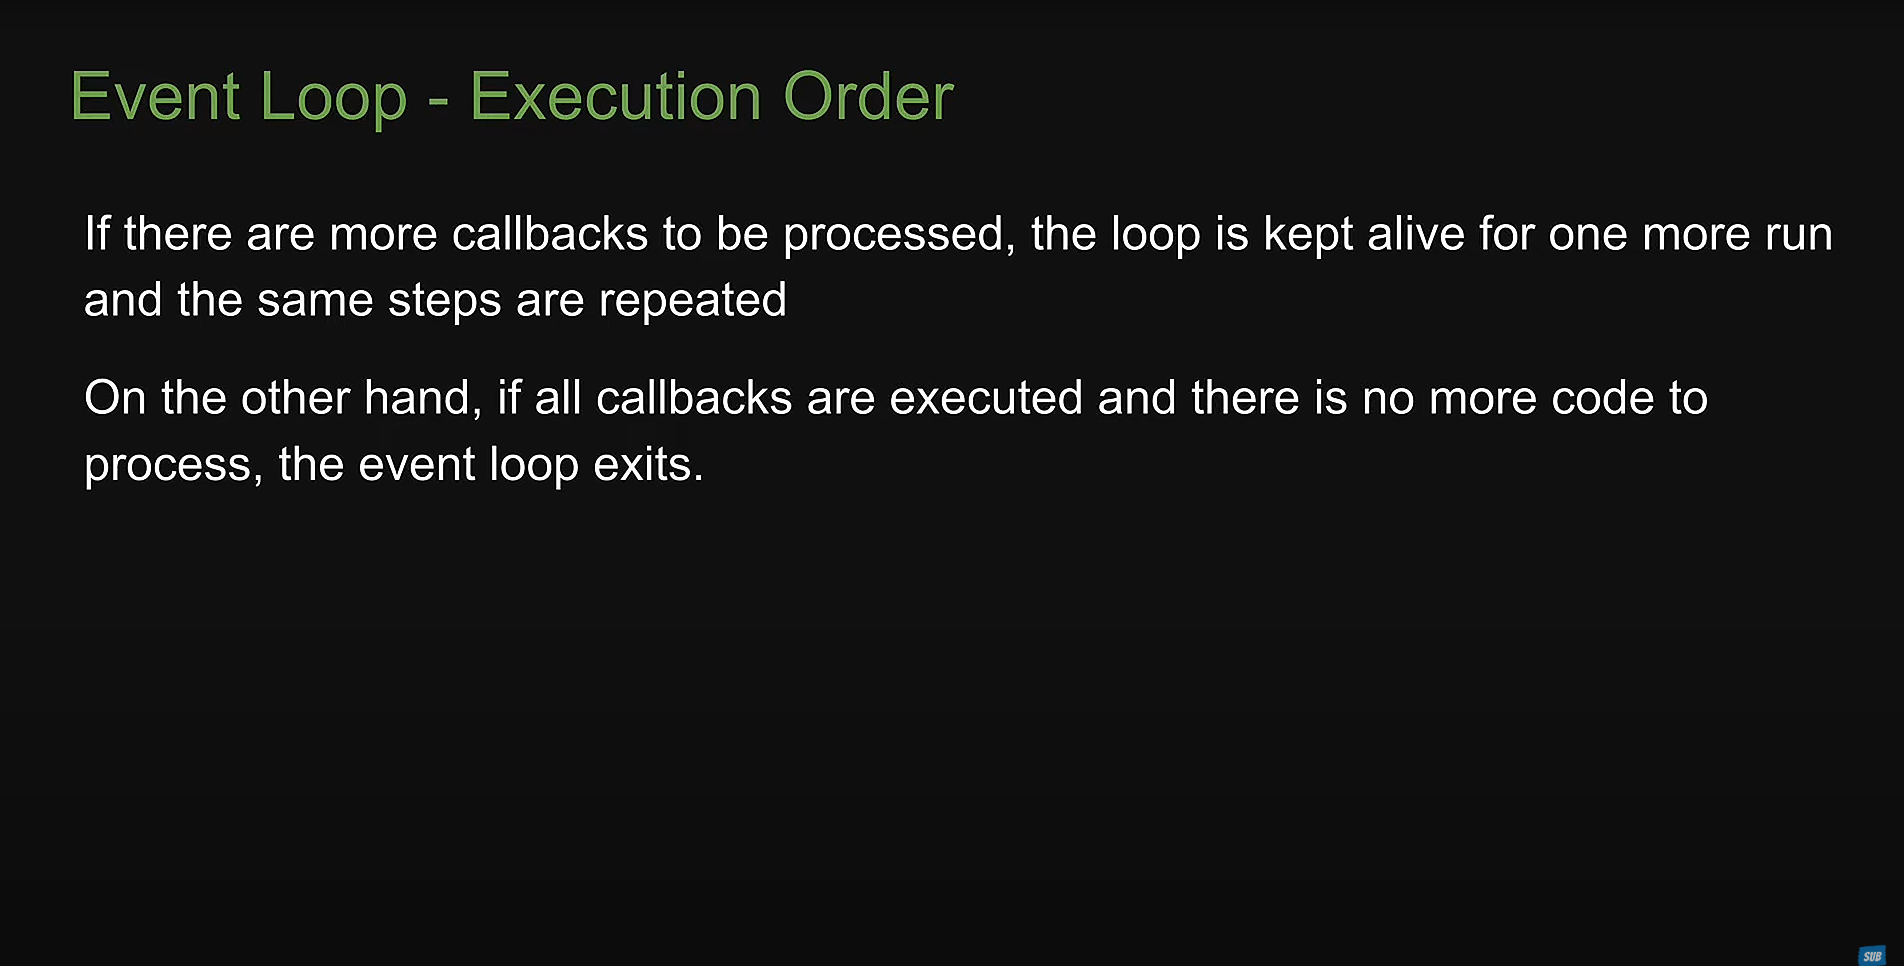 Event Loop - Execution Order
If there are more callbacks to be processed, the loop is kept alive for one more run
and the same steps are repeated
On the other hand, if all callbacks are executed and there is no more code to
process, the event loop exits.
SUB